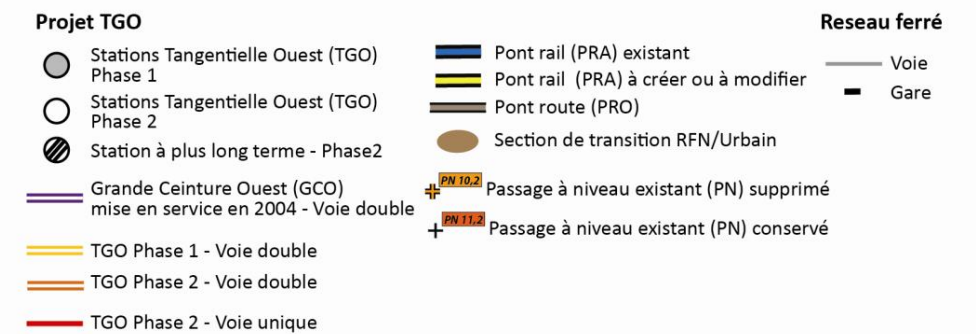 Projet TGO
Stations Tangentielle Ouest (TGO)
Phase 1
Stations Tangentielle Ouest (TGO)
Phase 2
Station à plus long terme - Phase2
Grande Ceinture Ouest (GCO)
mise en service en 2004 - Voie double
TGO Phase 1 - Voie double
TGO Phase 2 - Voie double
TGO Phase 2 - Voie unique
Pont rail (PRA) existant
Pont rail (PRA) à créer ou à modifier
Pont route (PRO)
Section de transition RFN/Urbain
PN 10,2 Passage à niveau existant (PN) supprimé
PN 11,2 Passage à niveau existant (PN) conservé
Reseau ferré
Voie
Gare